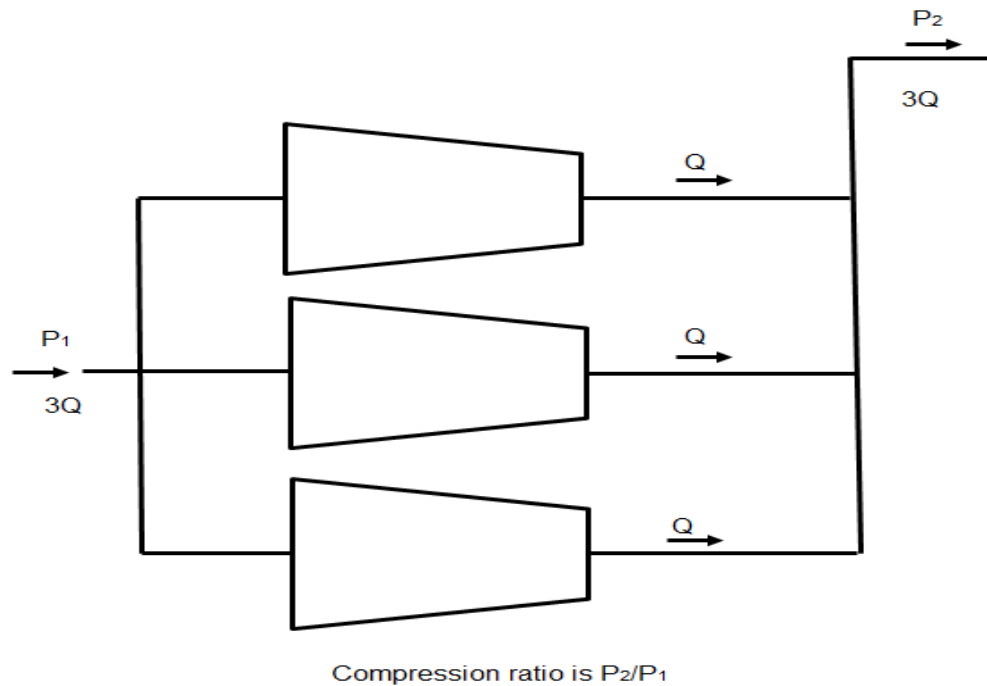 P₂
3Q
Q
P₁
Q
3Q
Q
Compression ratio is P₂/P₁